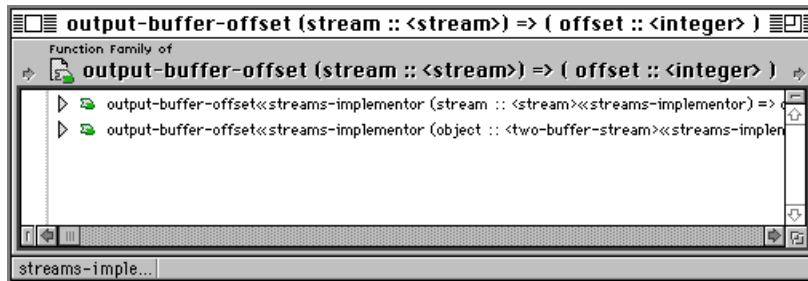 output-buffer-offset (stream :: <stream>) => ( offset :: <integer> )
Function Family of
output-buffer-offset (stream :: <stream>) => ( offset :: <integer> )
output-buffer-offset«streams-implementor (stream :: <stream>«streams-implementor) =>
output-buffer-offset«streams-implementor (object :: <two-buffer-stream>«streams-implen
streams-imple...